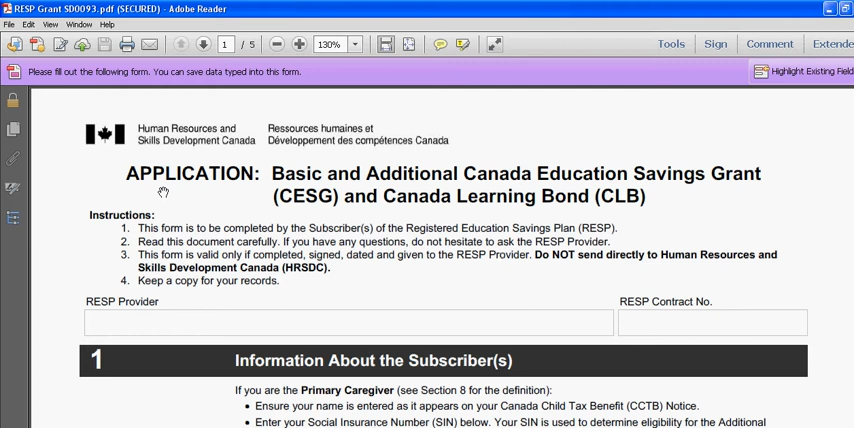 RESP Grant SD0093.pdf (SECURED) - Adobe Reader
File Edit View Window Help
1 / 5 130% Tools Sign Comment Extende
Please fill out the following form. You can save data typed into this form. Highlight Existing Field
Human Resources and Ressources humaines et
Skills Development Canada Développement des compétences Canada
APPLICATION: Basic and Additional Canada Education Savings Grant
(CESG) and Canada Learning Bond (CLB)
Instructions:
1. This form is to be completed by the Subscriber(s) of the Registered Education Savings Plan (RESP).
2. Read this document carefully. If you have any questions, do not hesitate to ask the RESP Provider.
3. This form is valid only if completed, signed, dated and given to the RESP Provider. Do NOT send directly to Human Resources and
Skills Development Canada (HRSDC).
4. Keep a copy for your records.
RESP Provider RESP Contract No.
1 Information About the Subscriber(s)
If you are the Primary Caregiver (see Section 8 for the definition):
• Ensure your name is entered as it appears on your Canada Child Tax Benefit (CCTB) Notice.
• Enter your Social Insurance Number (SIN) below. Your SIN is used to determine eligibility for the Additional